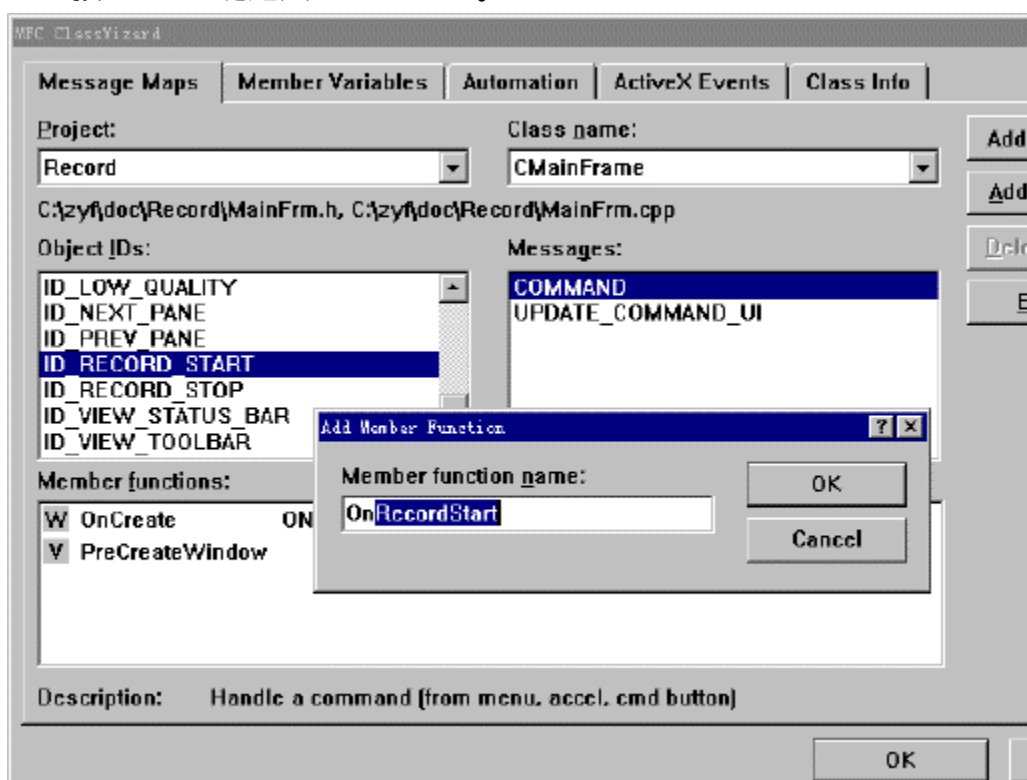 MFC ClassWizard
Message Maps Member Variables Automation ActiveX Events Class Info
Project: Class name:
Record CMainFrame
Add
C:\zyf\doc\Record\MainFrm.h, C:\zyf\doc\Record\MainFrm.cpp
Add
Object IDs: Messages:
ID_LOW_QUALITY
ID_NEXT_PANE
ID_PREV_PANE
ID_RECORD_START
ID_RECORD_STOP
ID_VIEW_STATUS_BAR
ID_VIEW_TOOLBAR
COMMAND
UPDATE_COMMAND_UI
Member functions:
W OnCreate ON
V PreCreateWindow
Add Member Function
Member function name:
OnRecordStart
OK
Cancel
Description: Handle a command (from menu, accel, cmd button)
OK